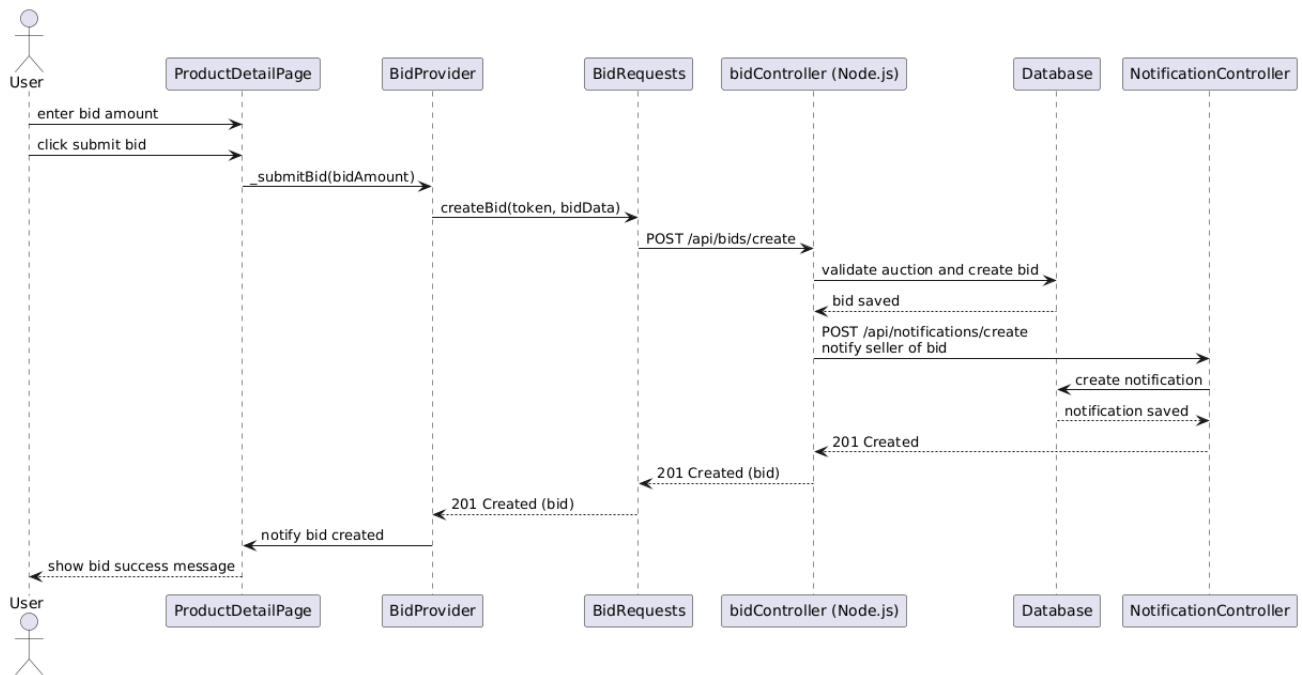 User
ProductDetailPage
BidProvider
BidRequests
bidController (Node.js)
Database
NotificationController
enter bid amount
click submit bid
_submitBid(bidAmount)
createBid(token, bidData)
POST /api/bids/create
validate auction and create bid
bid saved
POST /api/notifications/create
notify seller of bid
create notification
notification saved
201 Created
201 Created (bid)
201 Created (bid)
notify bid created
show bid success message
User
ProductDetailPage
BidProvider
BidRequests
bidController (Node.js)
Database
NotificationController